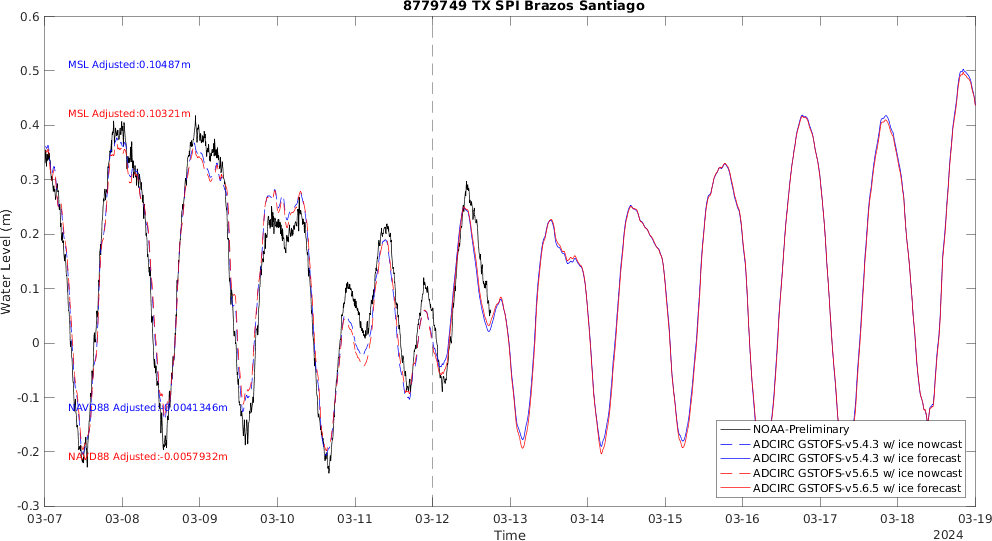 8779749 TX SPI Brazos Santiago
0.6
0.5
0.4
0.3
0.2
0.1
0
-0.1
-0.2
-0.3
Water Level (m)
MSL Adjusted:0.10487m
MSL Adjusted:0.10321m
NAVD88 Adjusted:-0.0041346m
NAVD88 Adjusted:-0.0057932m
NOAA-Preliminary
ADCIRC GSTOFS-v5.4.3 w/ ice nowcast
ADCIRC GSTOFS-v5.4.3 w/ ice forecast
ADCIRC GSTOFS-v5.6.5 w/ ice nowcast
ADCIRC GSTOFS-v5.6.5 w/ ice forecast
03-07 03-08 03-09 03-10 03-11 03-12 03-13 03-14 03-15 03-16 03-17 03-18 03-19
Time
2024